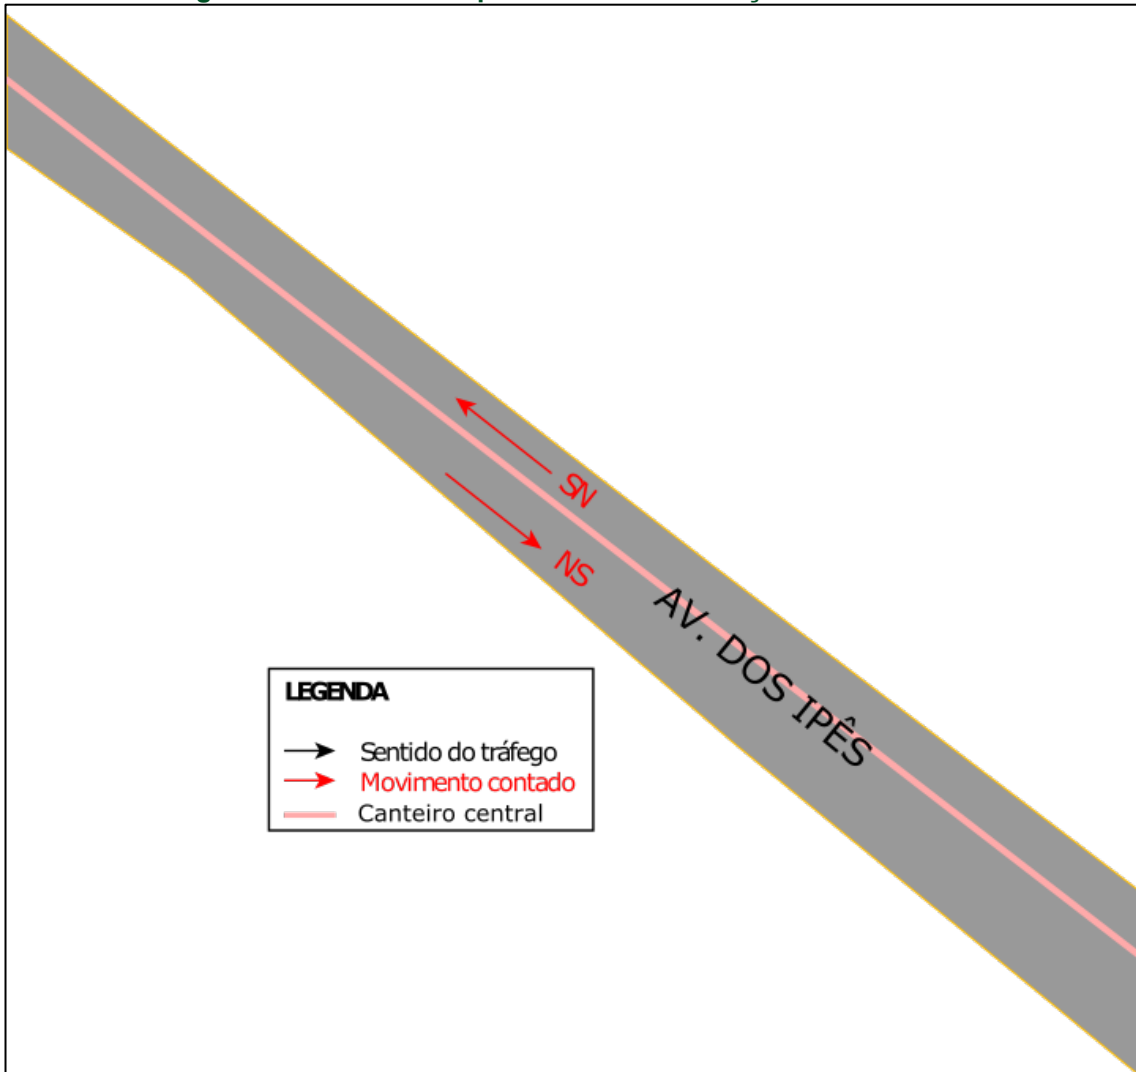 SN
NS
AV. DOS IPÊS
LEGENDA
Sentido do tráfego
Movimento contado
Canteiro central